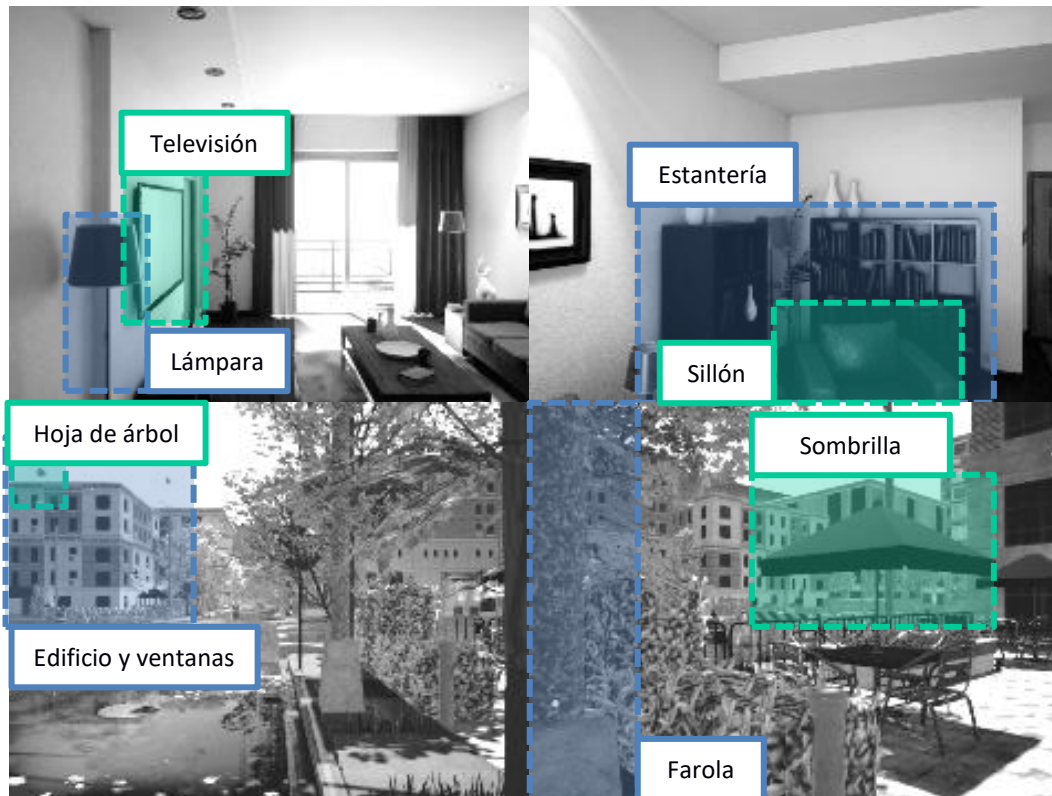 Televisión
Estantería
Lámpara
Sillón
Hoja de árbol
Sombrilla
Edificio y ventanas
Farola